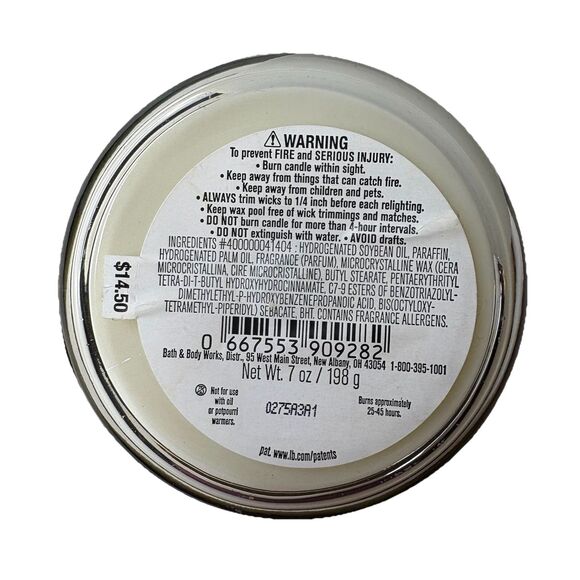 ⚠ WARNING
To prevent FIRE and SERIOUS INJURY:
• Burn candle within sight.
• Keep away from things that can catch fire.
• Keep away from children and pets.
• ALWAYS trim wicks to 1/4 inch before each relighting.
• Keep wax pool free of wick trimmings and matches.
• DO NOT burn candle for more than 4-hour intervals.
• DO NOT extinguish with water. • AVOID drafts.
INGREDIENTS #400000041404 : HYDROGENATED SOYBEAN OIL, PARAFFIN,
HYDROGENATED PALM OIL, FRAGRANCE (PARFUM), MICROCRYSTALLINE WAX (CERA
MICROCRISTALLINA, CIRE MICROCRISTALLINE), BUTYL STEARATE, PENTAERYTHRITYL
TETRA-DI-T-BUTYL HYDROXYHYDROCINNAMATE, C7-9 ESTERS OF BENZOTRIAZOLYL-
DIMETHYLETHYL-P-HYDROXYBENZENEPROPANOIC ACID, BIS(OCTYLOXY-
TETRAMETHYL-PIPERIDYL) SEBACATE, BHT. CONTAINS FRAGRANCE ALLERGENS.
0 667553 909282
Bath & Body Works, Distr., 95 West Main Street, New Albany, OH 43054 1-800-395-1001
Net Wt. 7 oz / 198 g
Not for use
with oil
or potpourri
warmers.
0275A3A1
Burns approximately
25-45 hours.
pat. www.lb.com/patents
$14.50